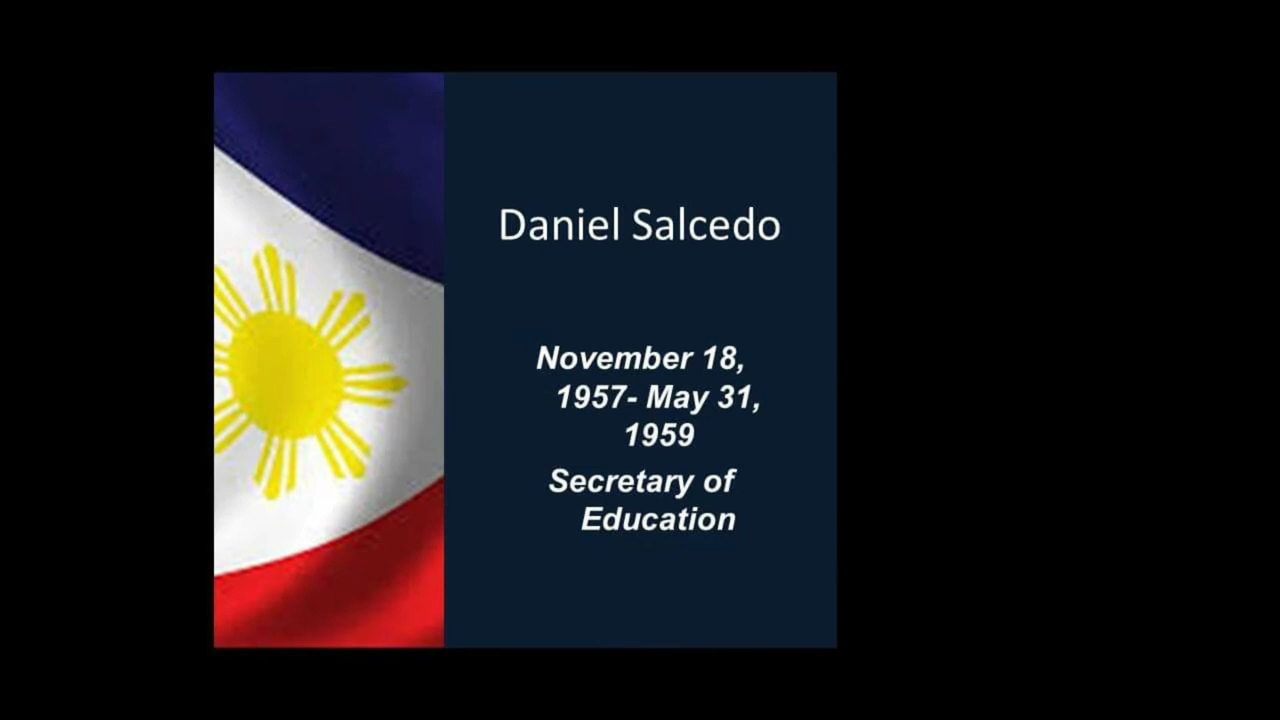 Daniel Salcedo
November 18,
1957- May 31,
1959
Secretary of
Education